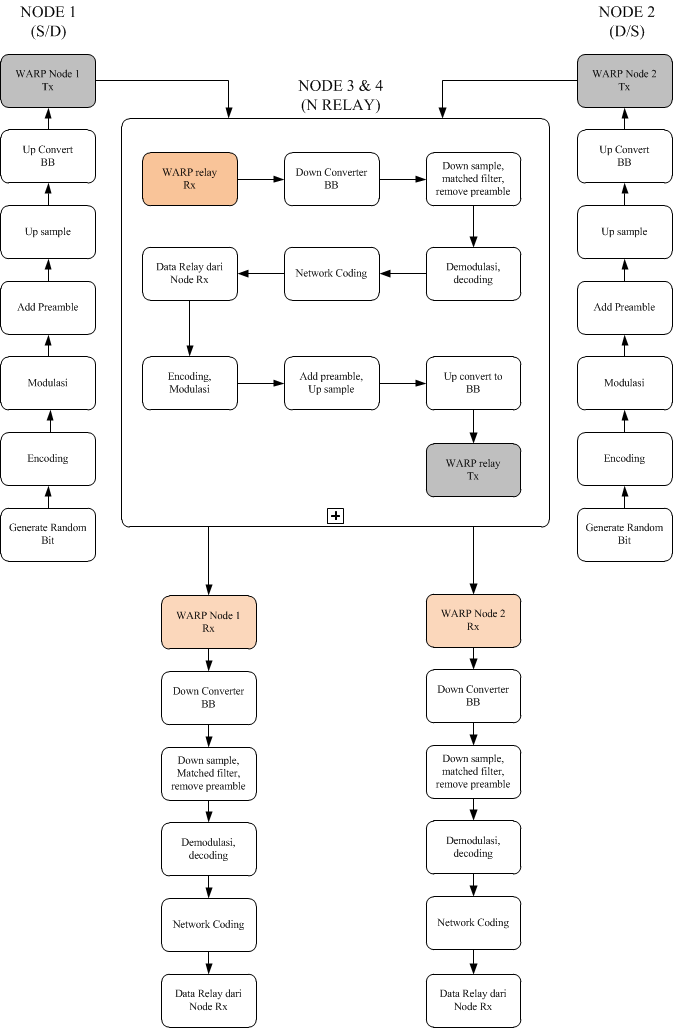 NODE 1
(S/D)
WARP Node 1
Tx
Up Convert
BB
Up sample
Add Preamble
Modulasi
Encoding
Generate Random
Bit
NODE 3 & 4
(N RELAY)
WARP relay
Rx
Down Converter
BB
Down sample,
matched filter,
remove preamble
Demodulasi,
decoding
Network Coding
Data Relay dari
Node Rx
Encoding,
Modulasi
Add preamble,
Up sample
Up convert to
BB
WARP relay
Tx
NODE 2
(D/S)
WARP Node 2
Tx
Up Convert
BB
Up sample
Add Preamble
Modulasi
Encoding
Generate Random
Bit
WARP Node 1
Rx
Down Converter
BB
Down sample,
Matched filter,
remove preamble
Demodulasi,
decoding
Network Coding
Data Relay dari
Node Rx
WARP Node 2
Rx
Down Converter
BB
Down sample,
matched filter,
remove preamble
Demodulasi,
decoding
Network Coding
Data Relay dari
Node Rx